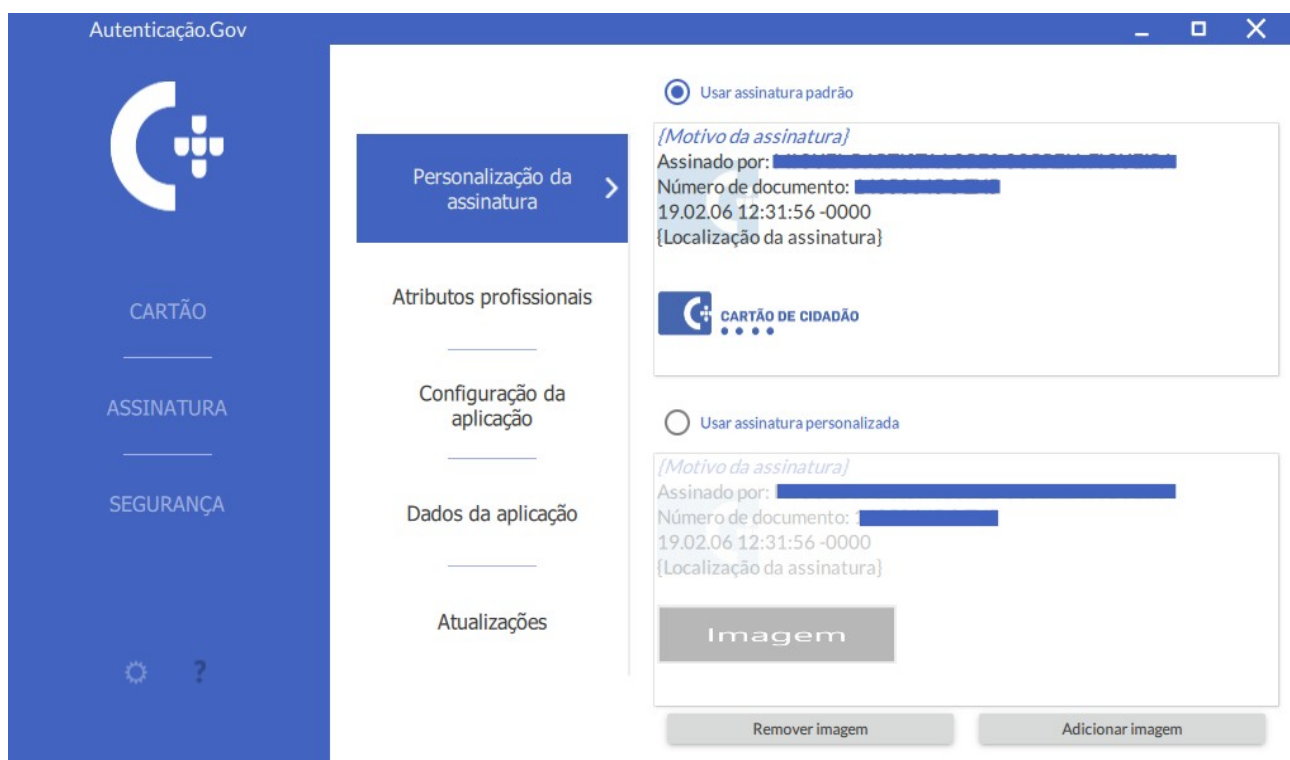 Autenticação.Gov
CARTÃO
ASSINATURA
SEGURANÇA
?
Personalização da
assinatura
Atributos profissionais
Configuração da
aplicação
Dados da aplicação
Atualizações
Usar assinatura padrão
{Motivo da assinatura}
Assinado por:
Número de documento:
19.02.06 12:31:56 -0000
{Localização da assinatura}
CARTÃO DE CIDADÃO
Usar assinatura personalizada
{Motivo da assinatura}
Assinado por:
Número de documento:
19.02.06 12:31:56 -0000
{Localização da assinatura}
Imagem
Remover imagem
Adicionar imagem